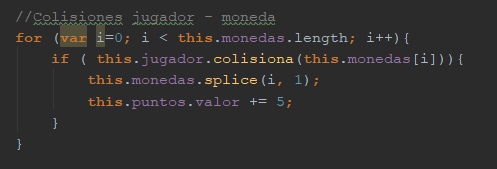 //Colisiones jugador - moneda
for (var i=0; i < this.monedas.length; i++){
    if ( this.jugador.colisiona(this.monedas[i])){
        this.monedas.splice(i, 1);
        this.puntos.valor += 5;
    }
}